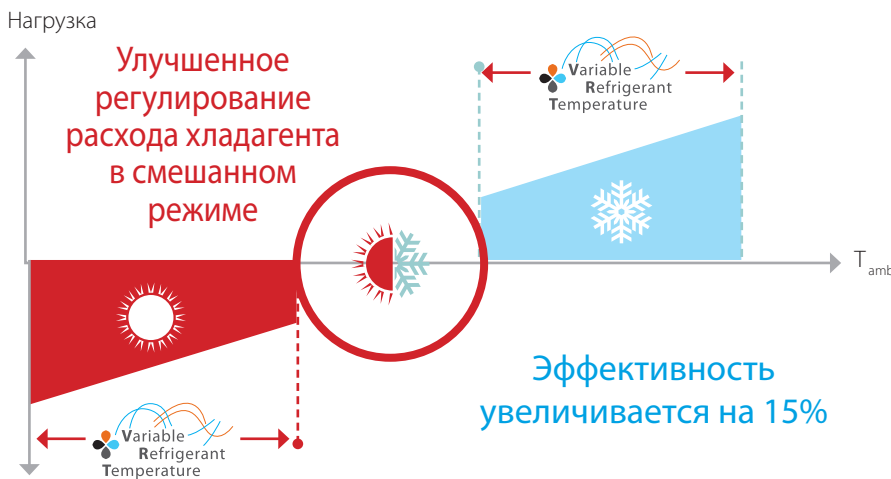 Нагрузка
Улучшенное
регулирование
расхода хладагента
в смешанном
режиме
Variable
Refrigerant
Temperature
T amb
Эффективность
увеличивается на 15%
Variable
Refrigerant
Temperature